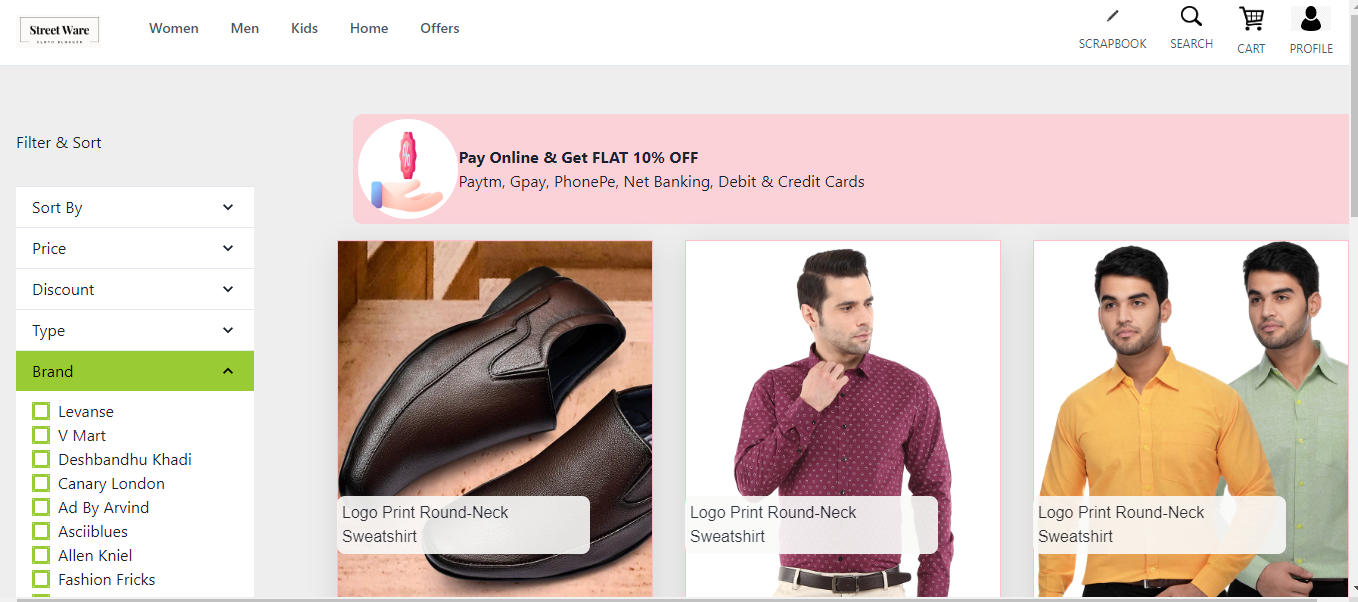 Street Ware
Women
Men
Kids
Home
Offers
SCRAPBOOK
SEARCH
CART
PROFILE
Filter & Sort
Pay Online & Get FLAT 10% OFF
Paytm, Gpay, PhonePe, Net Banking, Debit & Credit Cards
Sort By
Price
Discount
Type
Brand
Levanse
V Mart
Deshbandhu Khadi
Canary London
Ad By Arvind
Asciiblues
Allen Kniel
Fashion Fricks
Logo Print Round-Neck
Sweatshirt
Logo Print Round-Neck
Sweatshirt
Logo Print Round-Neck
Sweatshirt